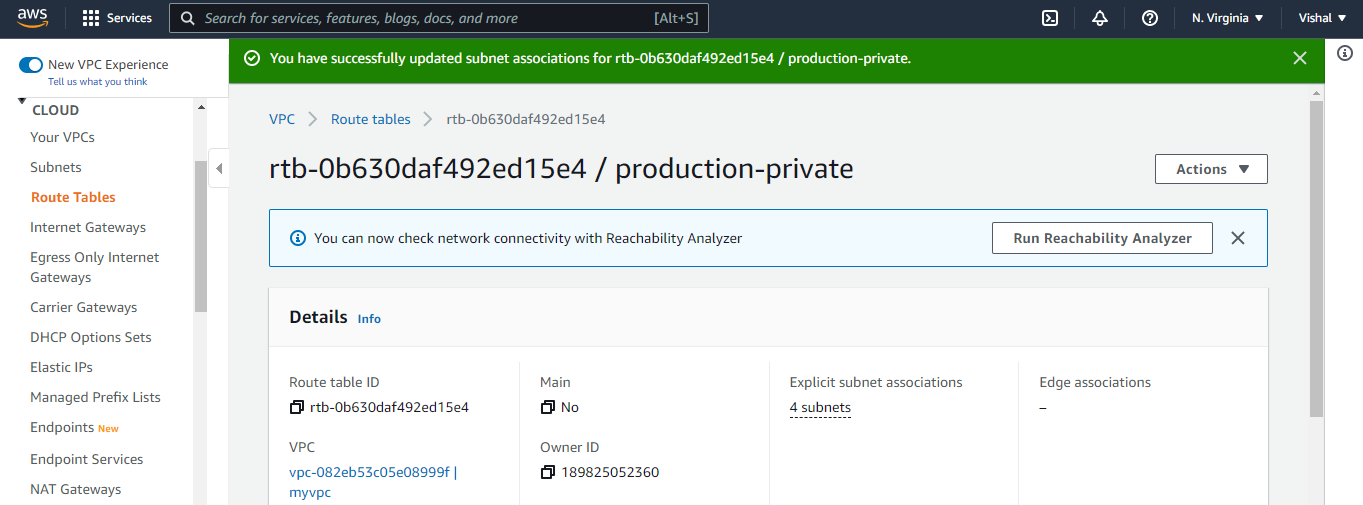 aws
Services
Search for services, features, blogs, docs, and more
[Alt+S]
N. Virginia
Vishal
New VPC Experience
Tell us what you think
CLOUD
Your VPCs
Subnets
Route Tables
Internet Gateways
Egress Only Internet
Gateways
Carrier Gateways
DHCP Options Sets
Elastic IPs
Managed Prefix Lists
Endpoints New
Endpoint Services
NAT Gateways
You have successfully updated subnet associations for rtb-0b630daf492ed15e4 / production-private.
VPC
Route tables
rtb-0b630daf492ed15e4
rtb-0b630daf492ed15e4 / production-private
Actions
You can now check network connectivity with Reachability Analyzer
Run Reachability Analyzer
Details Info
Route table ID
rtb-0b630daf492ed15e4
Main
No
Explicit subnet associations
4 subnets
Edge associations
–
VPC
vpc-082eb53c05e08999f |
myvpc
Owner ID
189825052360